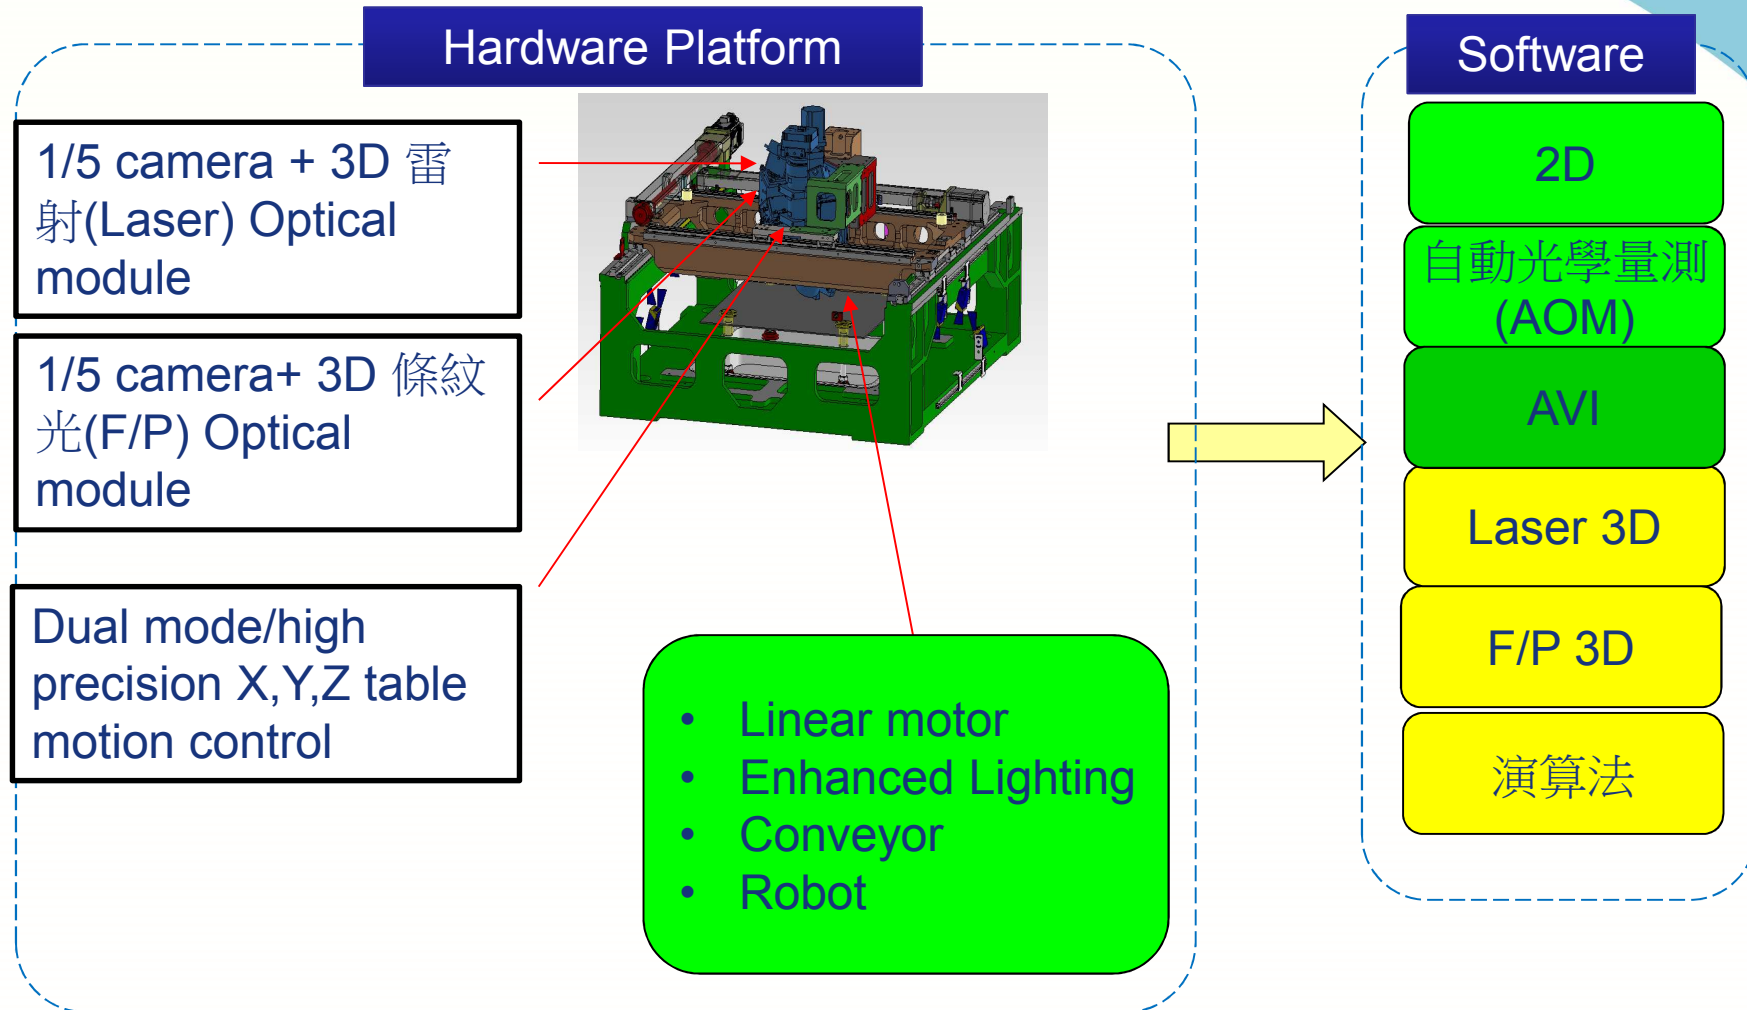 Hardware Platform
1/5 camera + 3D 雷
射(Laser) Optical
module
1/5 camera+ 3D 條紋
光(F/P) Optical
module
Dual mode/high
precision X,Y,Z table
motion control
• Linear motor
• Enhanced Lighting
• Conveyor
• Robot
Software
2D
自動光學量測
(AOM)
AVI
Laser 3D
F/P 3D
演算法